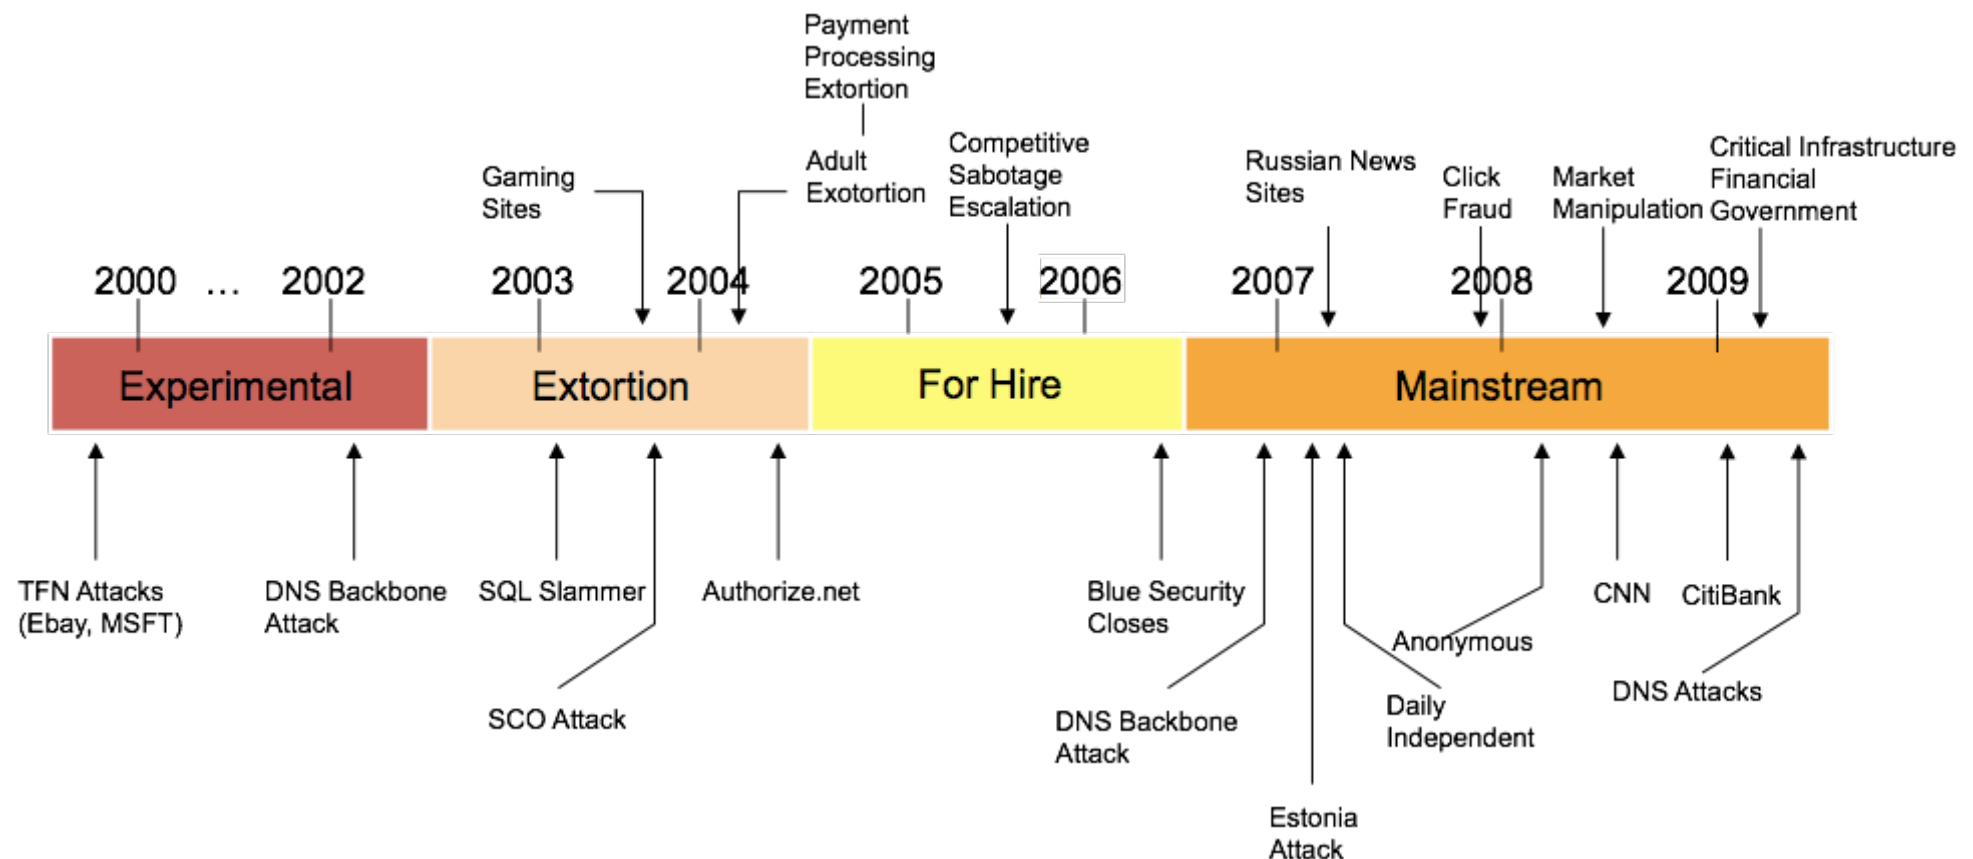 Payment
Processing
Extortion
Gaming
Sites
Adult
Exotortion
Competitive
Sabotage
Escalation
Russian News
Sites
Click
Fraud
Market
Manipulation
Critical Infrastructure
Financial
Government
2000 ... 2002 2003 2004 2005 2006 2007 2008 2009
Experimental Extortion For Hire Mainstream
TFN Attacks
(Ebay, MSFT)
DNS Backbone
Attack
SQL Slammer
SCO Attack
Authorize.net
Blue Security
Closes
DNS Backbone
Attack
Estonia
Attack
Daily
Independent
Anonymous
CNN
CitiBank
DNS Attacks